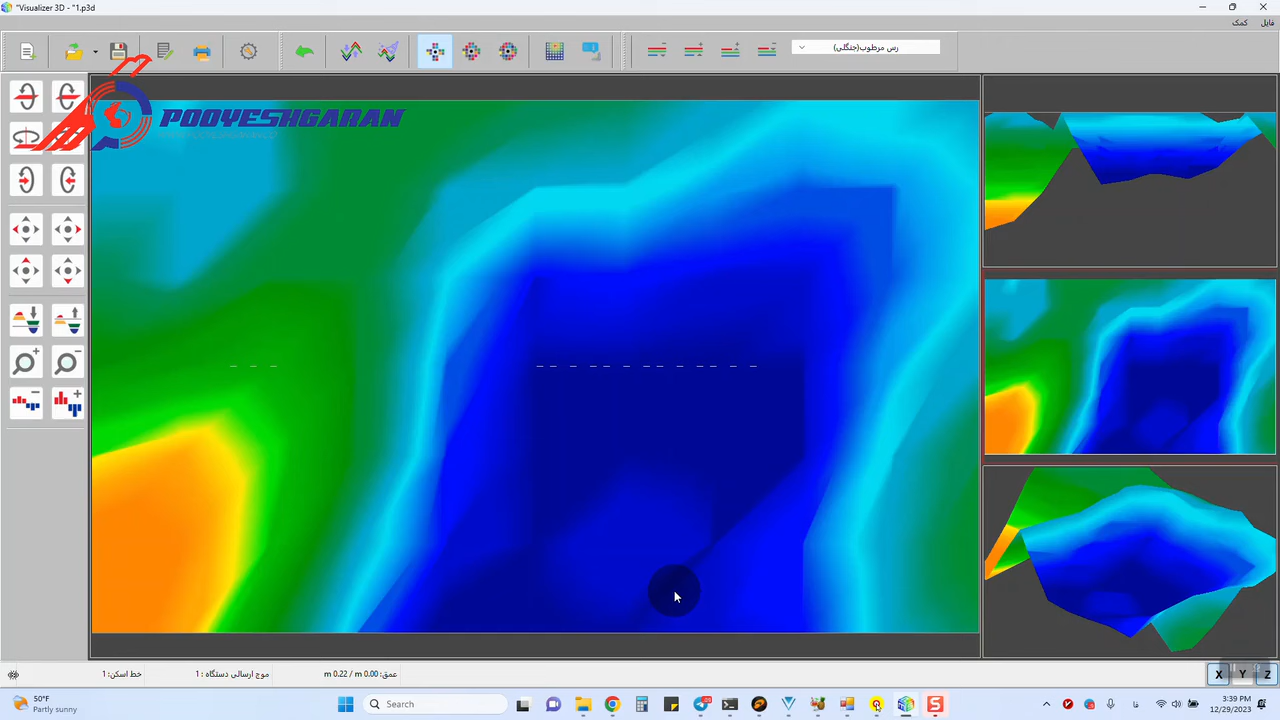 "Visualizer 3D - "1.p3d
فایل
کمک
رس مرطوب(جنگلی)
POOYESHGARAN
عمق: 0.00 m / 0.22 m
موج ارسالی دستگاه : 1
خط اسکن: 1
X Y Z
50°F
Partly sunny
Search
3:39 PM
12/29/2023